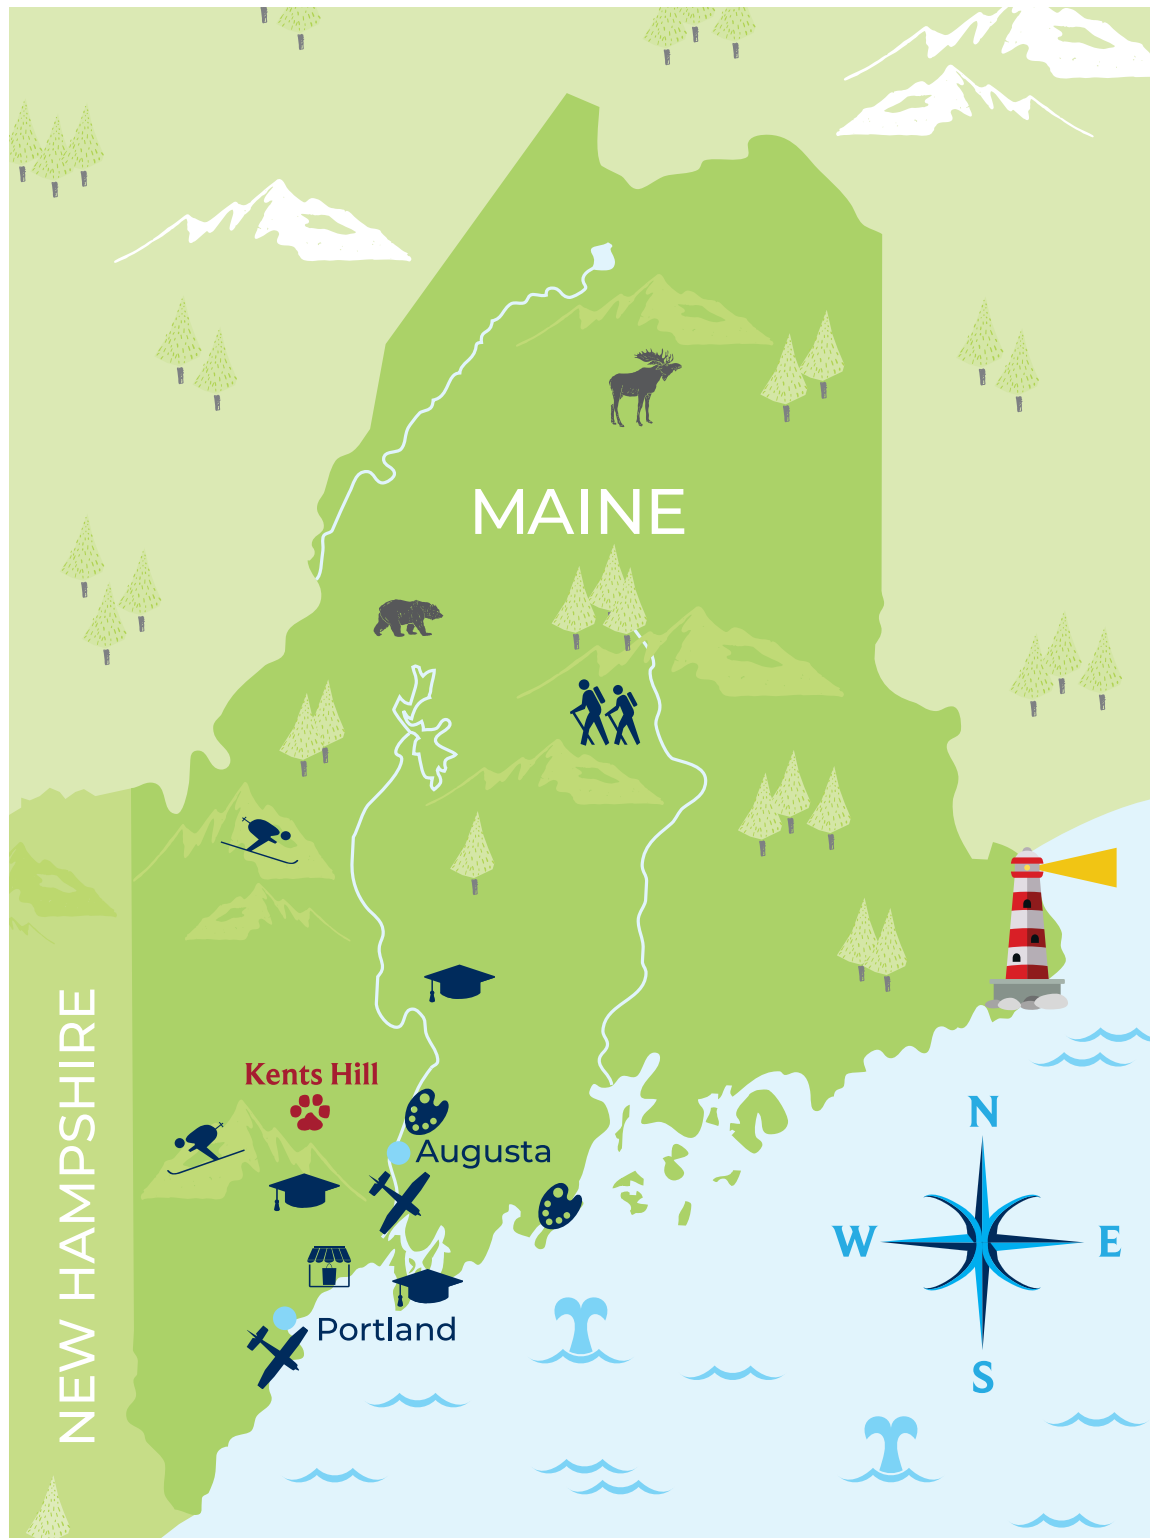 MAINE
NEW HAMPSHIRE
Kents Hill
Augusta
Portland
N
W
E
S